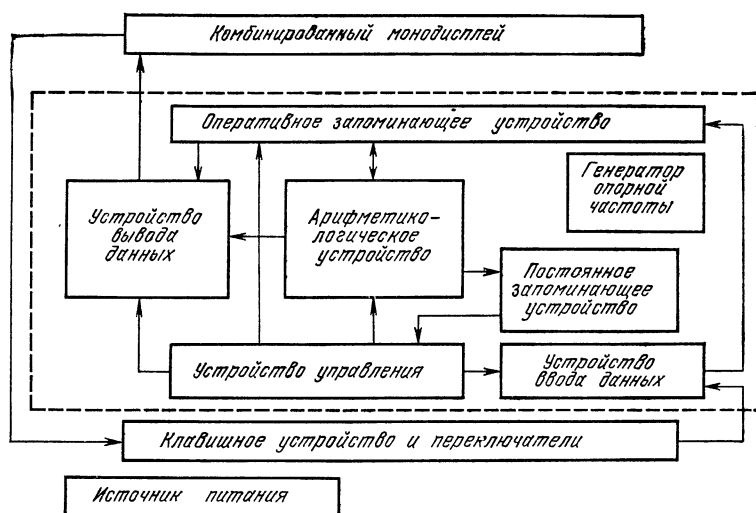 Комбинированный монодисплей
Оперативное запоминающее устройство
Генератор
опорной
частоты
Устройство
вывода
данных
Арифметико-
логическое
устройство
Постоянное
запоминающее
устройство
Устройство управления
Устройство
ввода данных
Клавишное устройство и переключатели
Источник питания